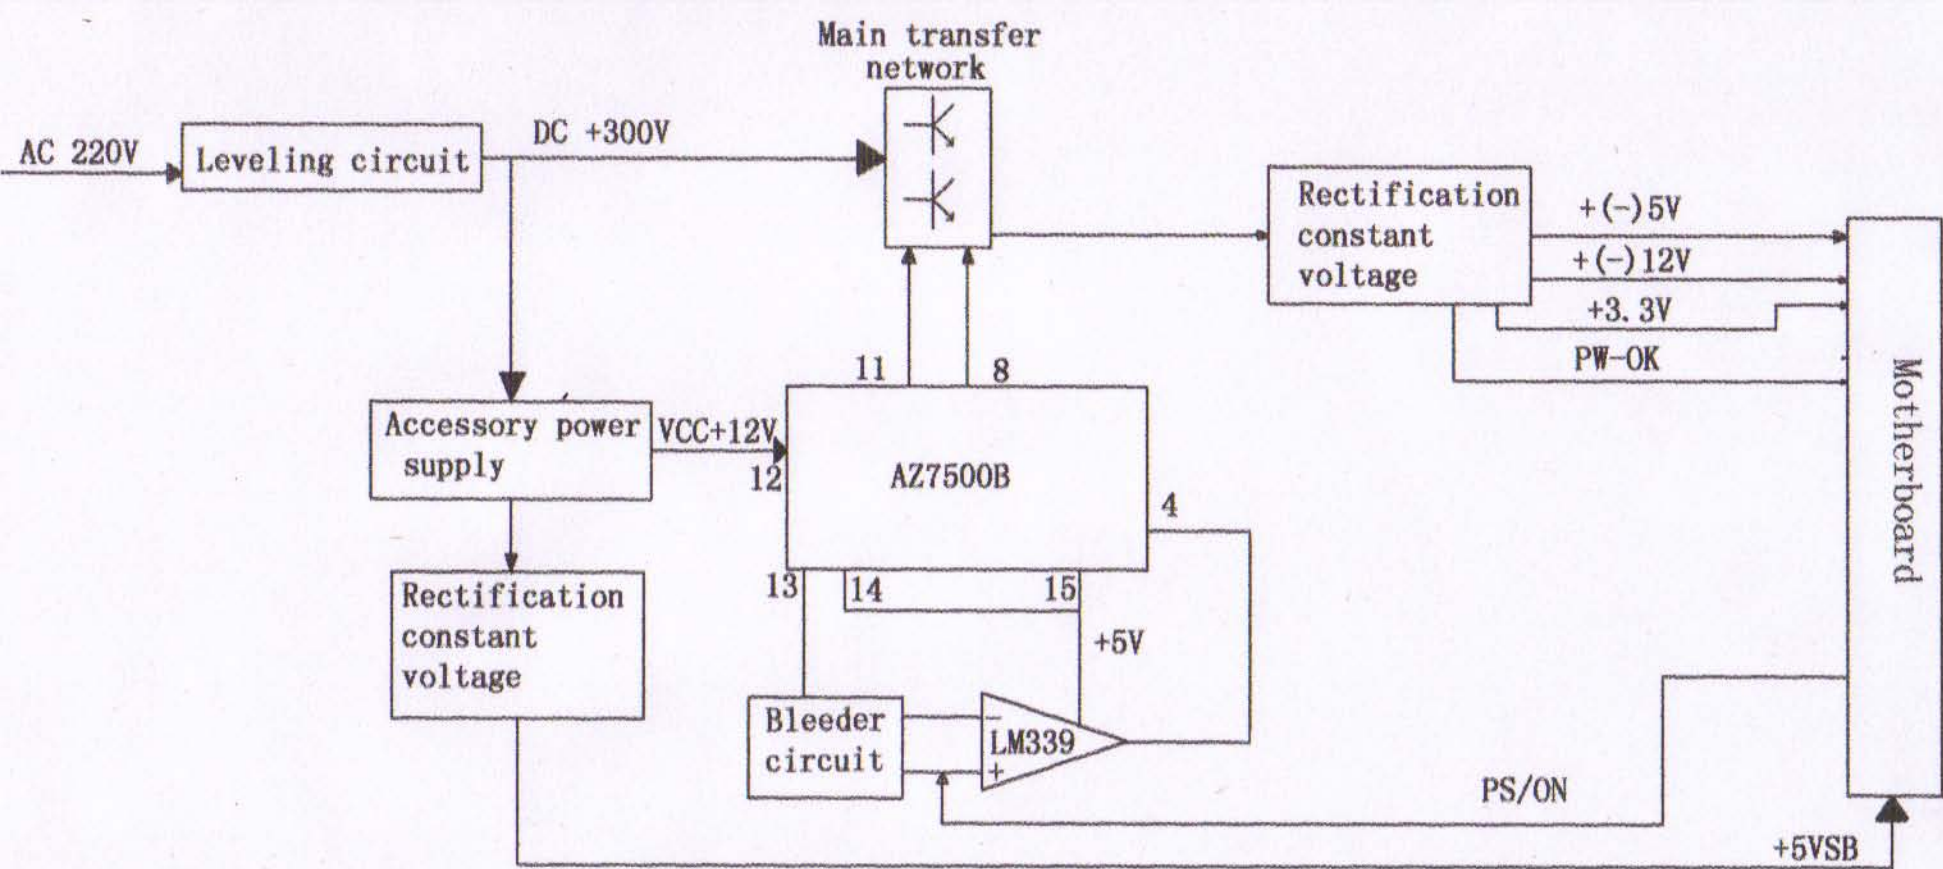 Main transfer
network
AC 220V
Leveling circuit
DC +300V
Rectification
constant
voltage
+(-)5V
+(-)12V
+3.3V
PW-OK
Motherboard
11
8
Accessory power
supply
VCC+12V
12
AZ7500B
4
13
14
15
Rectification
constant
voltage
+5V
Bleeder
circuit
−
LM339
+
PS/ON
+5VSB